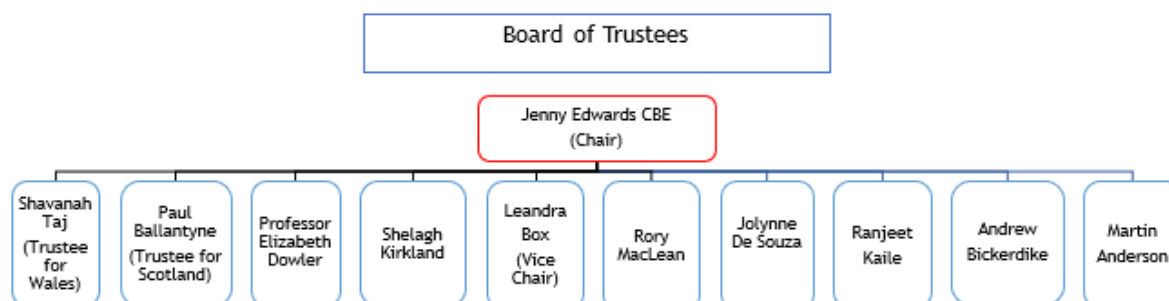 Board of Trustees
Jenny Edwards CBE
(Chair)
Shavanah
Taj
(Trustee
for
Wales)
Paul
Ballantyne
(Trustee for
Scotland)
Professor
Elizabeth
Dowler
Shelagh
Kirkland
Leandra
Box
(Vice
Chair)
Rory
MacLean
Jolynne
De Souza
Ranjeet
Kaile
Andrew
Bickerdike
Martin
Anderson